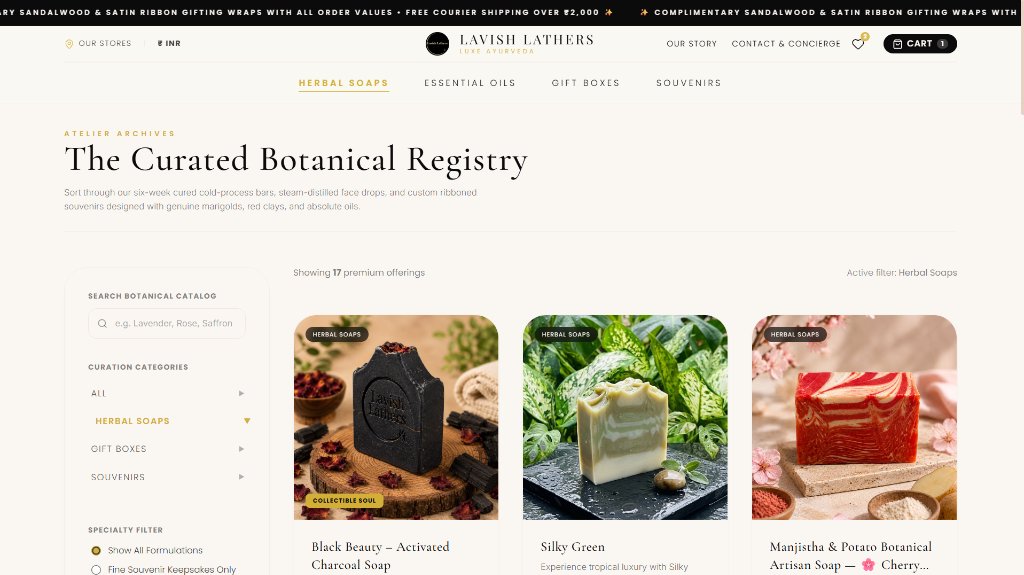 ARY SANDALWOOD & SATIN RIBBON GIFTING WRAPS WITH ALL ORDER VALUES • FREE COURIER SHIPPING OVER ₹2,000 ✨ ✨ COMPLIMENTARY SANDALWOOD & SATIN RIBBON GIFTING WRAPS WITH
OUR STORES
₹ INR
LAVISH LATHERS
LUXE AYURVEDA
OUR STORY
CONTACT & CONCIERGE
CART 1
HERBAL SOAPS
ESSENTIAL OILS
GIFT BOXES
SOUVENIRS
ATELIER ARCHIVES
The Curated Botanical Registry
Sort through our six-week cured cold-process bars, steam-distilled face drops, and custom ribboned
souvenirs designed with genuine marigolds, red clays, and absolute oils.
SEARCH BOTANICAL CATALOG
e.g. Lavender, Rose, Saffron
CURATION CATEGORIES
ALL ▶
HERBAL SOAPS ▼
GIFT BOXES ▶
SOUVENIRS ▶
SPECIALTY FILTER
Show All Formulations
Fine Souvenir Keepsakes Only
Showing 17 premium offerings
Active filter: Herbal Soaps
HERBAL SOAPS
Lavish
Lathers
COLLECTIBLE SOUL
Black Beauty – Activated
Charcoal Soap
HERBAL SOAPS
Silky Green
Experience tropical luxury with Silky
HERBAL SOAPS
Manjistha & Potato Botanical
Artisan Soap — 🌸 Cherry...